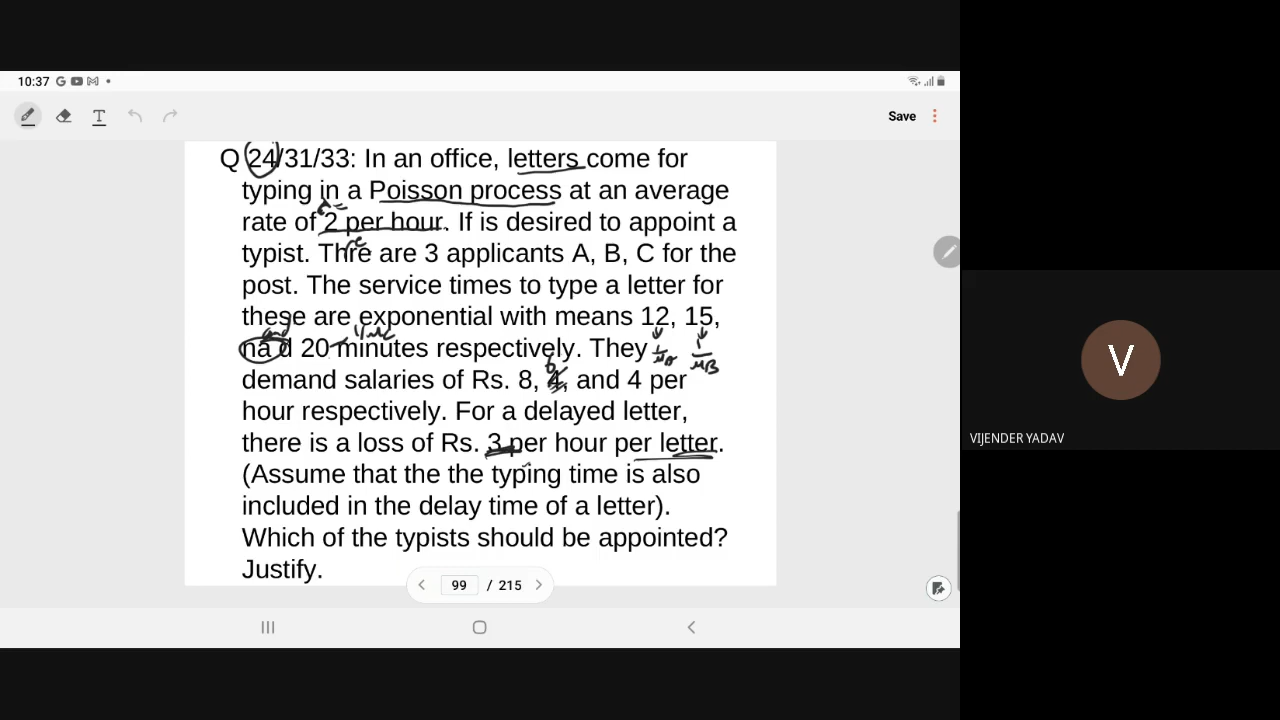 10:37
Save
Q 24/31/33: In an office, letters come for
typing in a Poisson process at an average
rate of 2 per hour. If is desired to appoint a
typist. Thre are 3 applicants A, B, C for the
post. The service times to type a letter for
these are exponential with means 12, 15,
na d 20 minutes respectively. They
demand salaries of Rs. 8, 4, and 4 per
hour respectively. For a delayed letter,
there is a loss of Rs. 3 per hour per letter.
(Assume that the the typing time is also
included in the delay time of a letter).
Which of the typists should be appointed?
Justify.
99 / 215
V
VIJENDER YADAV